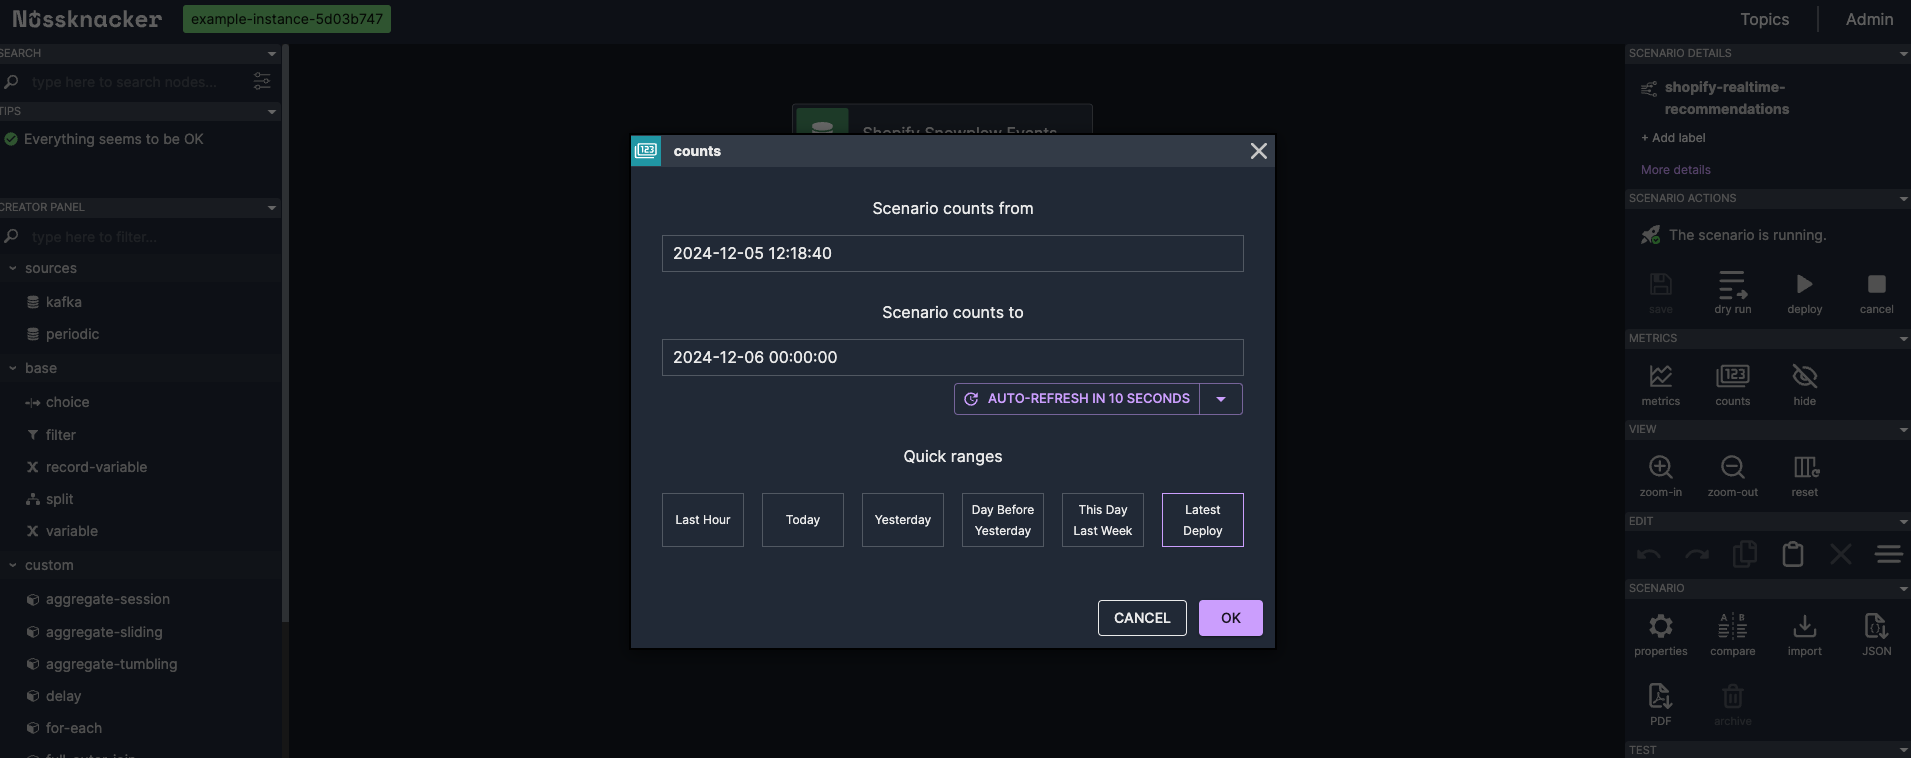 Nussknacker
example-instance-5d03b747
Topics
Admin
SEARCH
type here to search nodes...
TIPS
Everything seems to be OK
CREATOR PANEL
type here to filter...
sources
kafka
periodic
base
choice
filter
record-variable
split
variable
custom
aggregate-session
aggregate-sliding
aggregate-tumbling
delay
for-each
Shopify Snowplow Events
123
counts
Scenario counts from
2024-12-05 12:18:40
Scenario counts to
2024-12-06 00:00:00
AUTO-REFRESH IN 10 SECONDS
Quick ranges
Last Hour
Today
Yesterday
Day Before
Yesterday
This Day
Last Week
Latest
Deploy
CANCEL
OK
SCENARIO DETAILS
shopify-realtime-
recommendations
+ Add label
More details
SCENARIO ACTIONS
The scenario is running.
save
dry run
deploy
cancel
METRICS
metrics
123
counts
hide
VIEW
zoom-in
zoom-out
reset
EDIT
SCENARIO
properties
A B
compare
import
JSON
PDF
archive
TEST